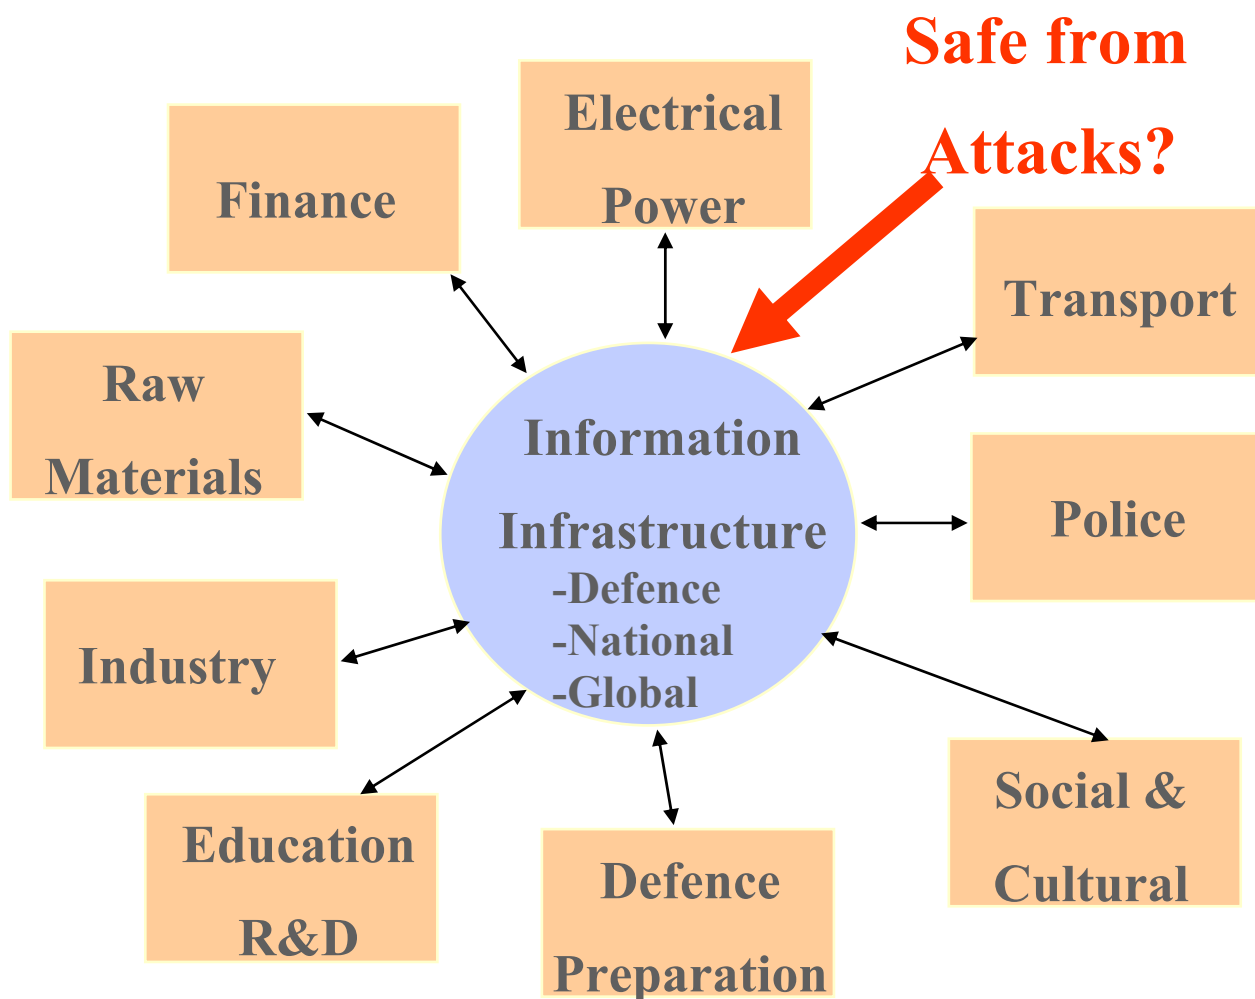 Safe from
Attacks?
Electrical
Power
Finance
Transport
Raw
Materials
Information
Infrastructure
-Defence
-National
-Global
Police
Industry
Social &
Cultural
Education
R&D
Defence
Preparation